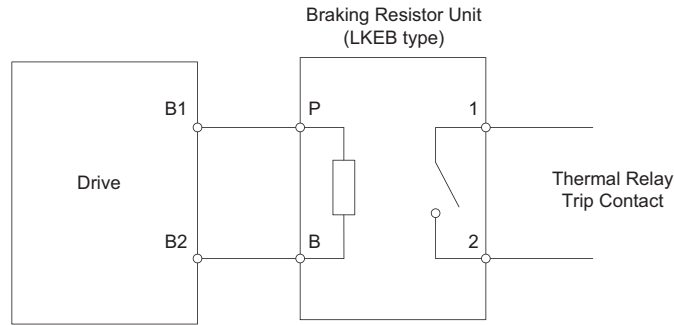 Braking Resistor Unit
(LKEB type)
B1
P
1
Drive
Thermal Relay
Trip Contact
B2
B
2